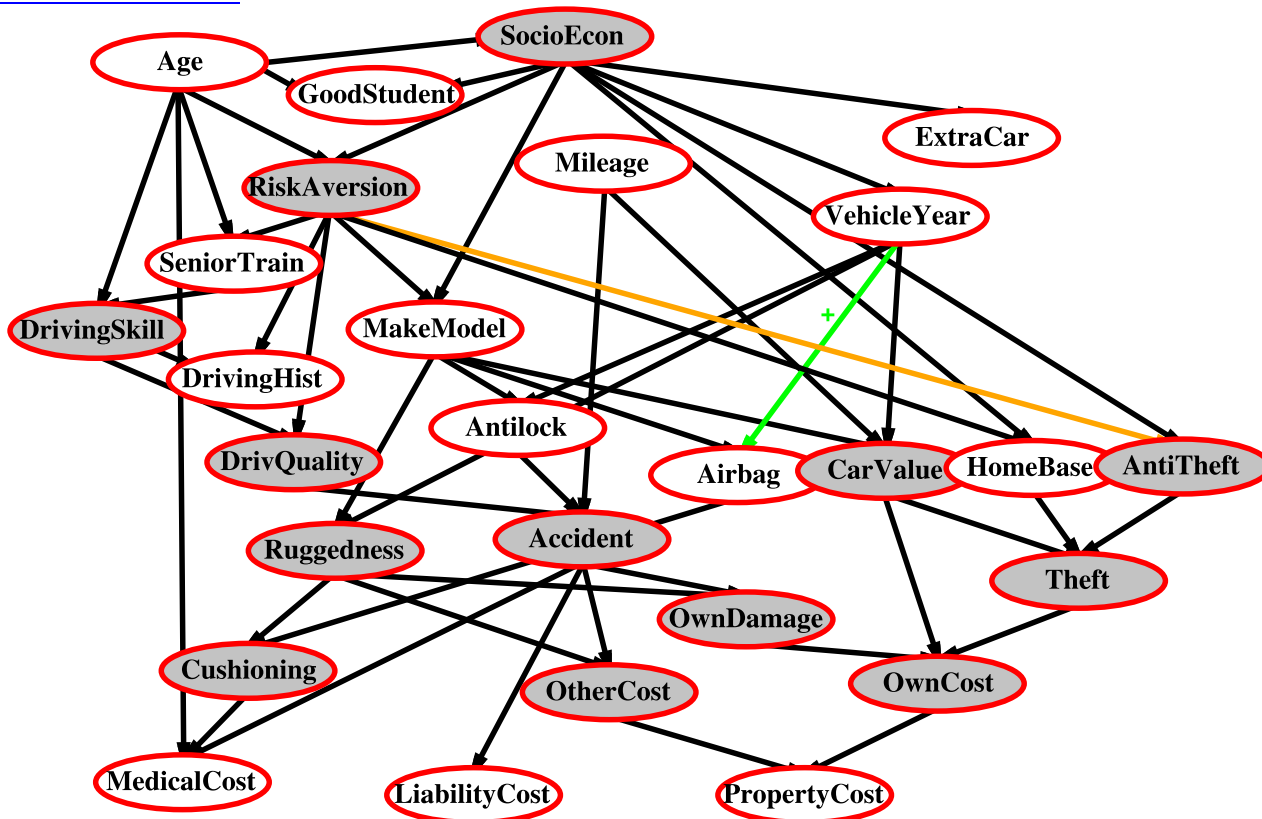 SocioEcon
Age
GoodStudent
ExtraCar
Mileage
RiskAversion
VehicleYear
SeniorTrain
+
DrivingSkill
MakeModel
DrivingHist
Antilock
DrivQuality
Airbag
CarValue
HomeBase
AntiTheft
Ruggedness
Accident
Theft
OwnDamage
Cushioning
OtherCost
OwnCost
MedicalCost
LiabilityCost
PropertyCost